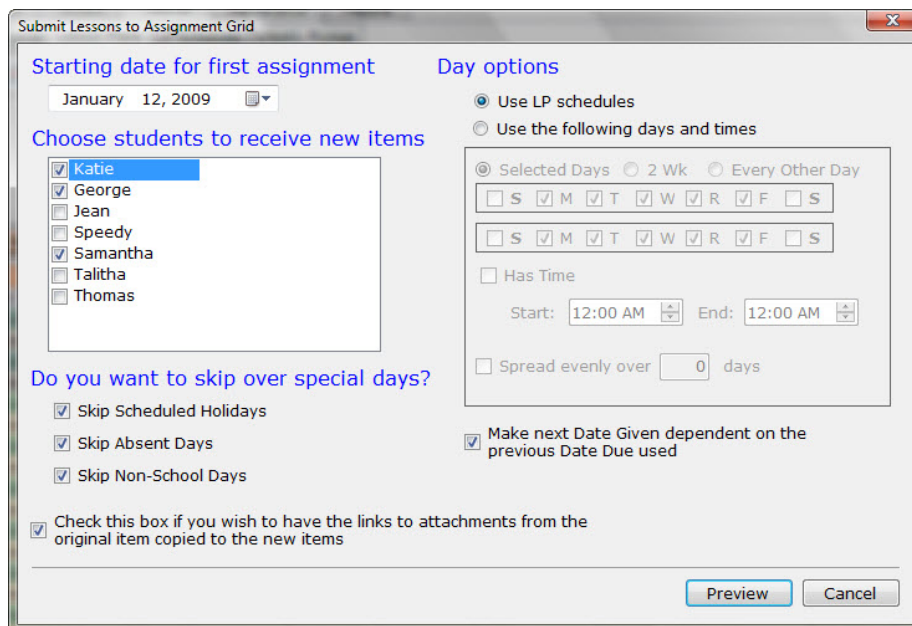 Submit Lessons to Assignment Grid
Starting date for first assignment
January 12, 2009
Choose students to receive new items
Katie
George
Jean
Speedy
Samantha
Talitha
Thomas
Do you want to skip over special days?
Skip Scheduled Holidays
Skip Absent Days
Skip Non-School Days
Check this box if you wish to have the links to attachments from the
original item copied to the new items
Day options
Use LP schedules
Use the following days and times
Selected Days 2 Wk Every Other Day
S M T W R F S
S M T W R F S
Has Time
Start: 12:00 AM End: 12:00 AM
Spread evenly over 0 days
Make next Date Given dependent on the
previous Date Due used
Preview Cancel